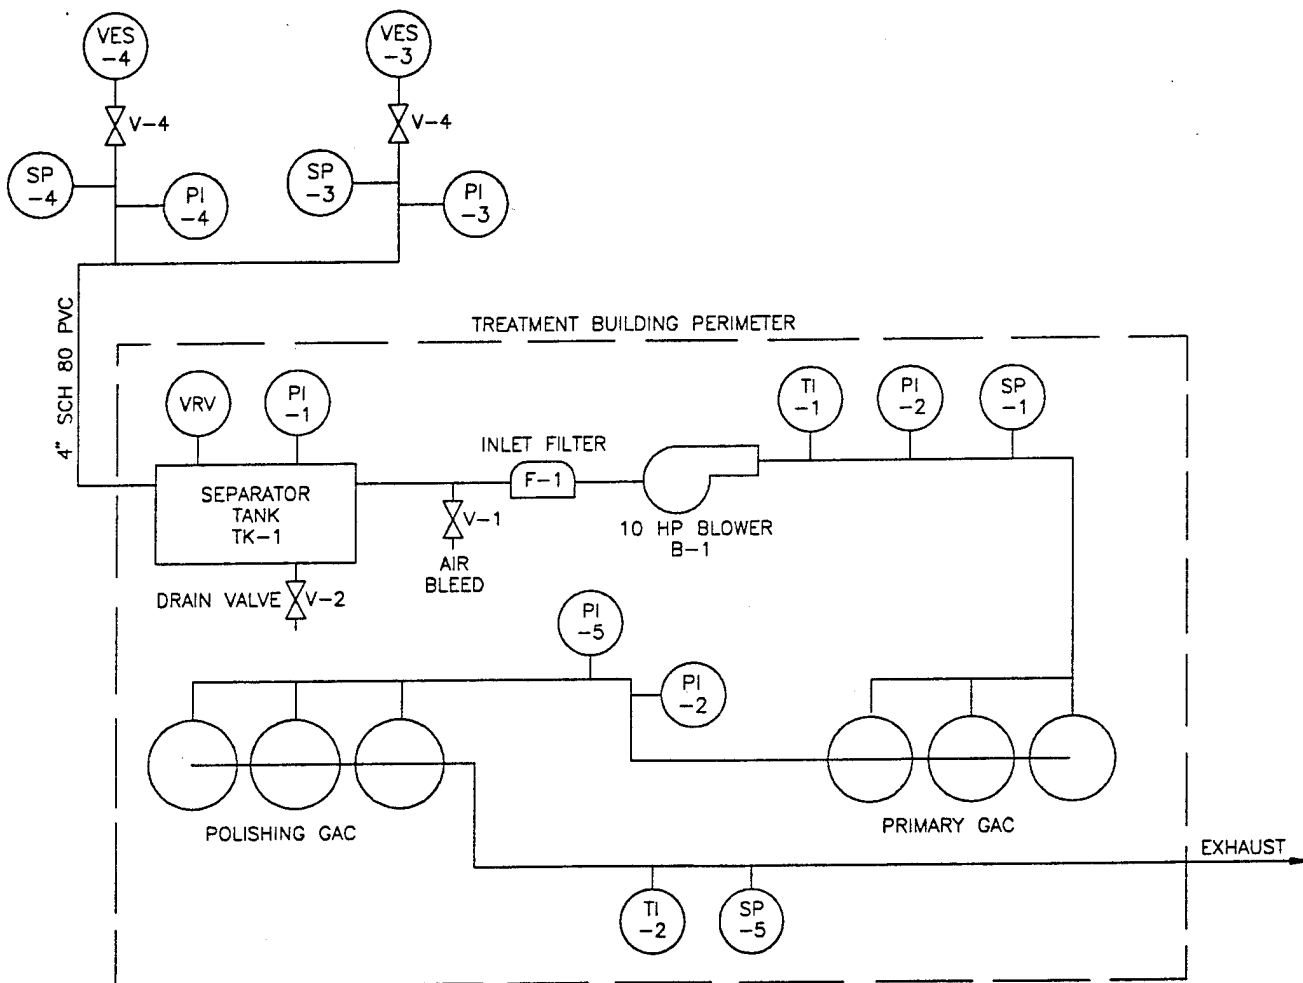 VES
-4
VES
-3
V-4
V-4
SP
-4
PI
-4
SP
-3
PI
-3
4" SCH 80 PVC
TREATMENT BUILDING PERIMETER
VRV
PI
-1
TI
-1
PI
-2
SP
-1
INLET FILTER
F-1
SEPARATOR
TANK
TK-1
V-1
AIR
BLEED
10 HP BLOWER
B-1
DRAIN VALVE
V-2
PI
-5
PI
-2
POLISHING GAC
PRIMARY GAC
EXHAUST
TI
-2
SP
-5